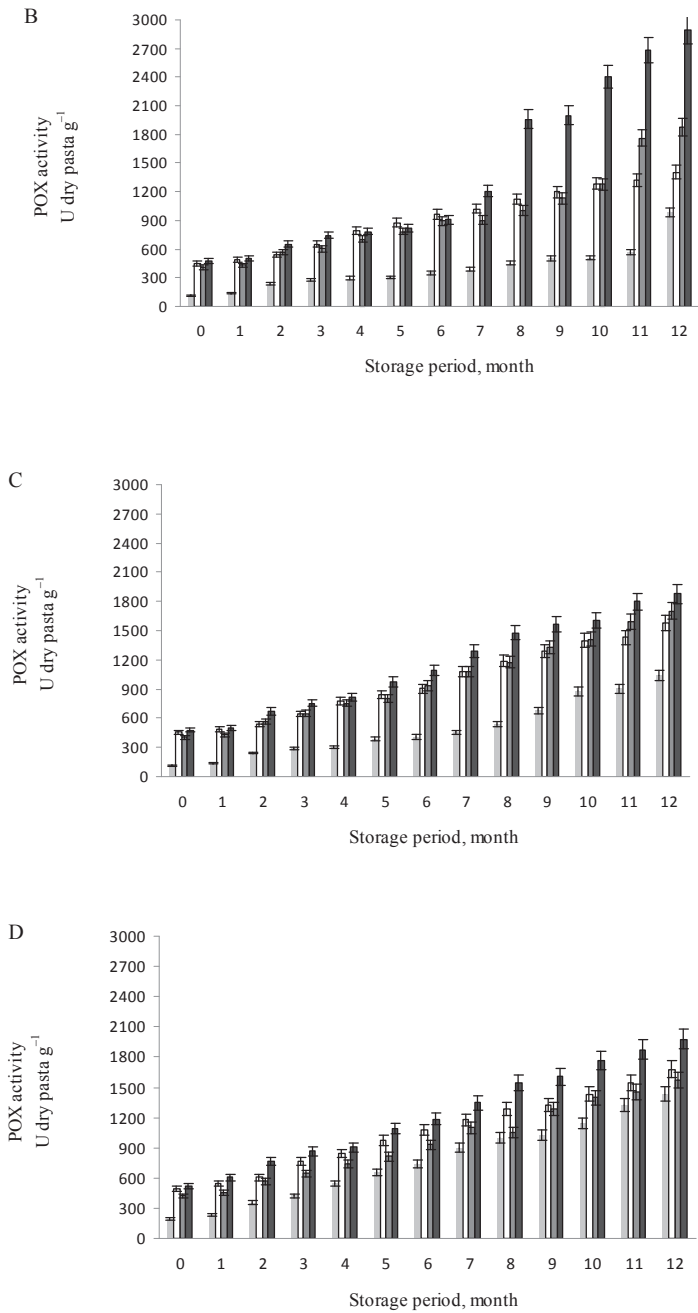 B
POX activity
U dry pasta g⁻¹
3000
2700
2400
2100
1800
1500
1200
900
600
300
0
0 1 2 3 4 5 6 7 8 9 10 11 12
Storage period, month
C
POX activity
U dry pasta g⁻¹
3000
2700
2400
2100
1800
1500
1200
900
600
300
0
0 1 2 3 4 5 6 7 8 9 10 11 12
Storage period, month
D
POX activity
U dry pasta g⁻¹
3000
2700
2400
2100
1800
1500
1200
900
600
300
0
0 1 2 3 4 5 6 7 8 9 10 11 12
Storage period, month